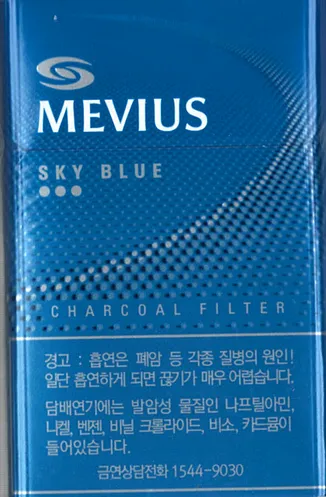 MEVIUS
SKY BLUE
CHARCOAL FILTER
경고 : 흡연은 폐암 등 각종 질병의 원인!
일단 흡연하게 되면 끊기가 매우 어렵습니다.
담배연기에는 발암성 물질인 나프틸아민,
니켈, 벤젠, 비닐 크롤라이드, 비소, 카드뮴이
들어있습니다.
금연상담전화 1544-9030